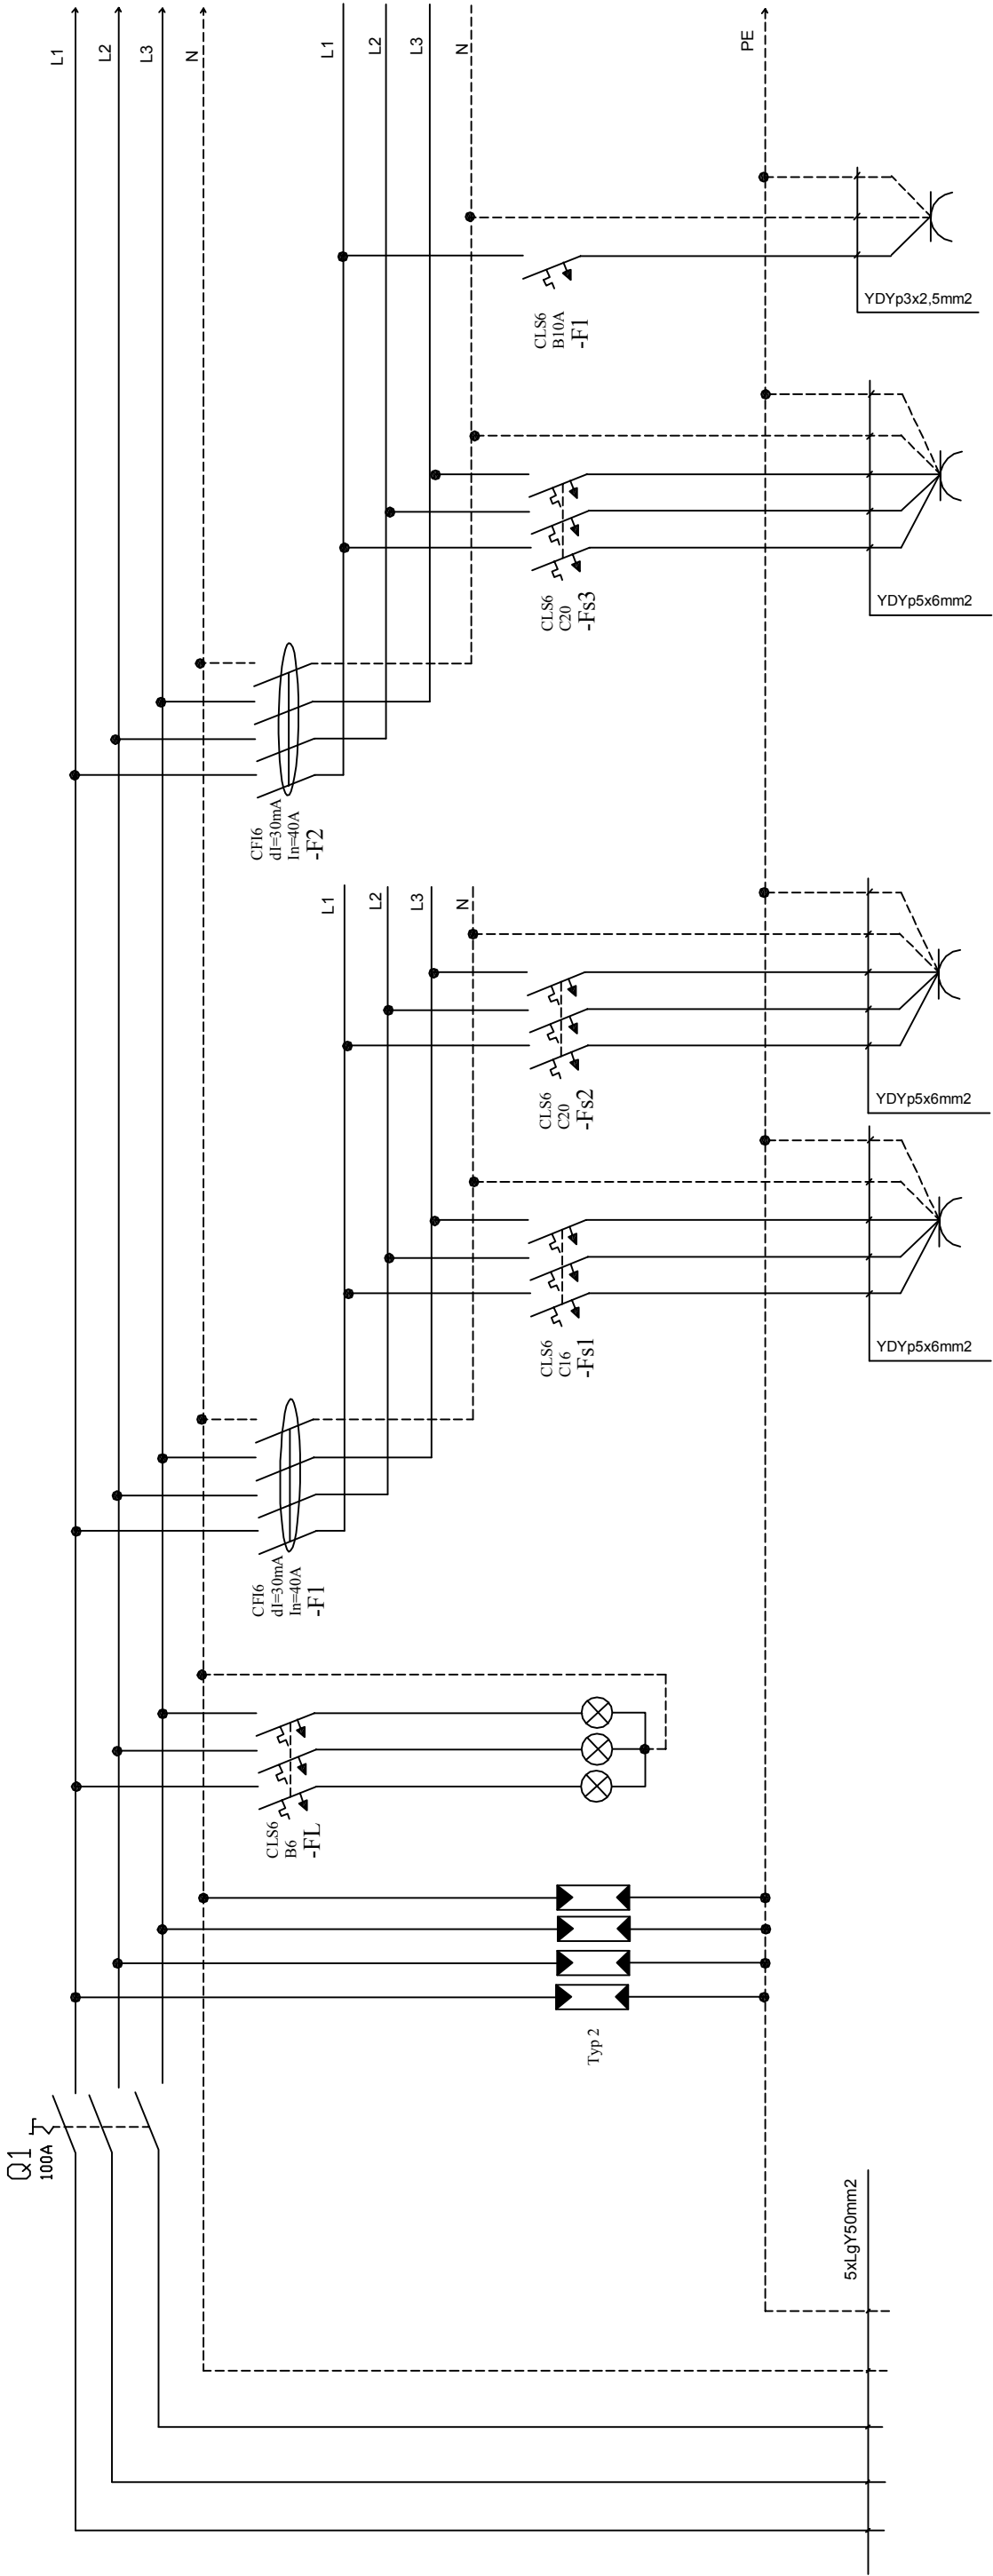 Q1
100A
5xLgY50mm2
Typ 2
CLS6
B6
-FL
CFI6
dI=30mA
In=40A
-F1
CLS6
C16
-Fs1
YDYp5x6mm2
CLS6
C20
-Fs2
YDYp5x6mm2
L1
L2
L3
N
CFI6
dI=30mA
In=40A
-F2
CLS6
C20
-Fs3
YDYp5x6mm2
CLS6
B10A
-F1
YDYp3x2,5mm2
L1
L2
L3
N
L1
L2
L3
N
PE